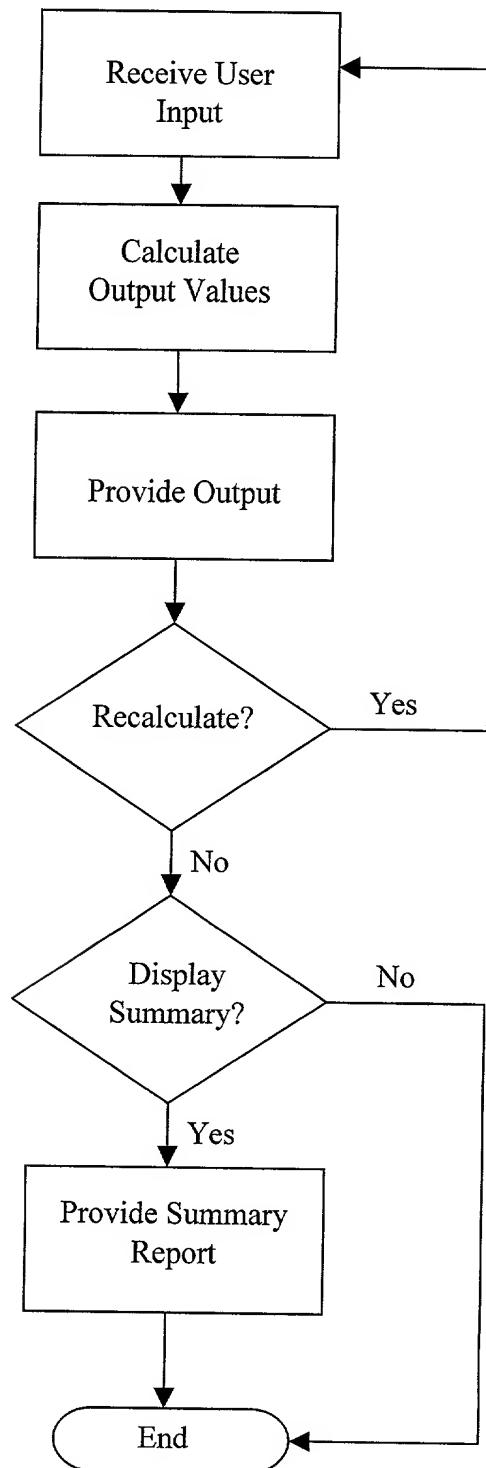 Receive User
Input
Calculate
Output Values
Provide Output
Recalculate?
Yes
No
Display
Summary?
No
Yes
Provide Summary
Report
End